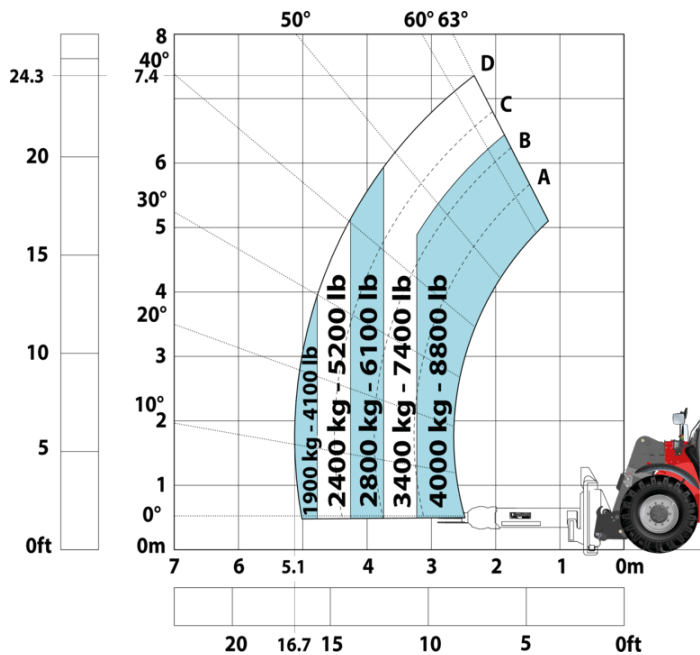 50°
60° 63°
8
40°
24.3
7.4
D
C
B
A
20
6
30°
5
15
4
20°
10
3
10°
2
5
1
0°
0ft
0m
1900 kg - 4100 lb
2400 kg - 5200 lb
2800 kg - 6100 lb
3400 kg - 7400 lb
4000 kg - 8800 lb
7 6 5.1 4 3 2 1 0m
20 16.7 15 10 5 0ft